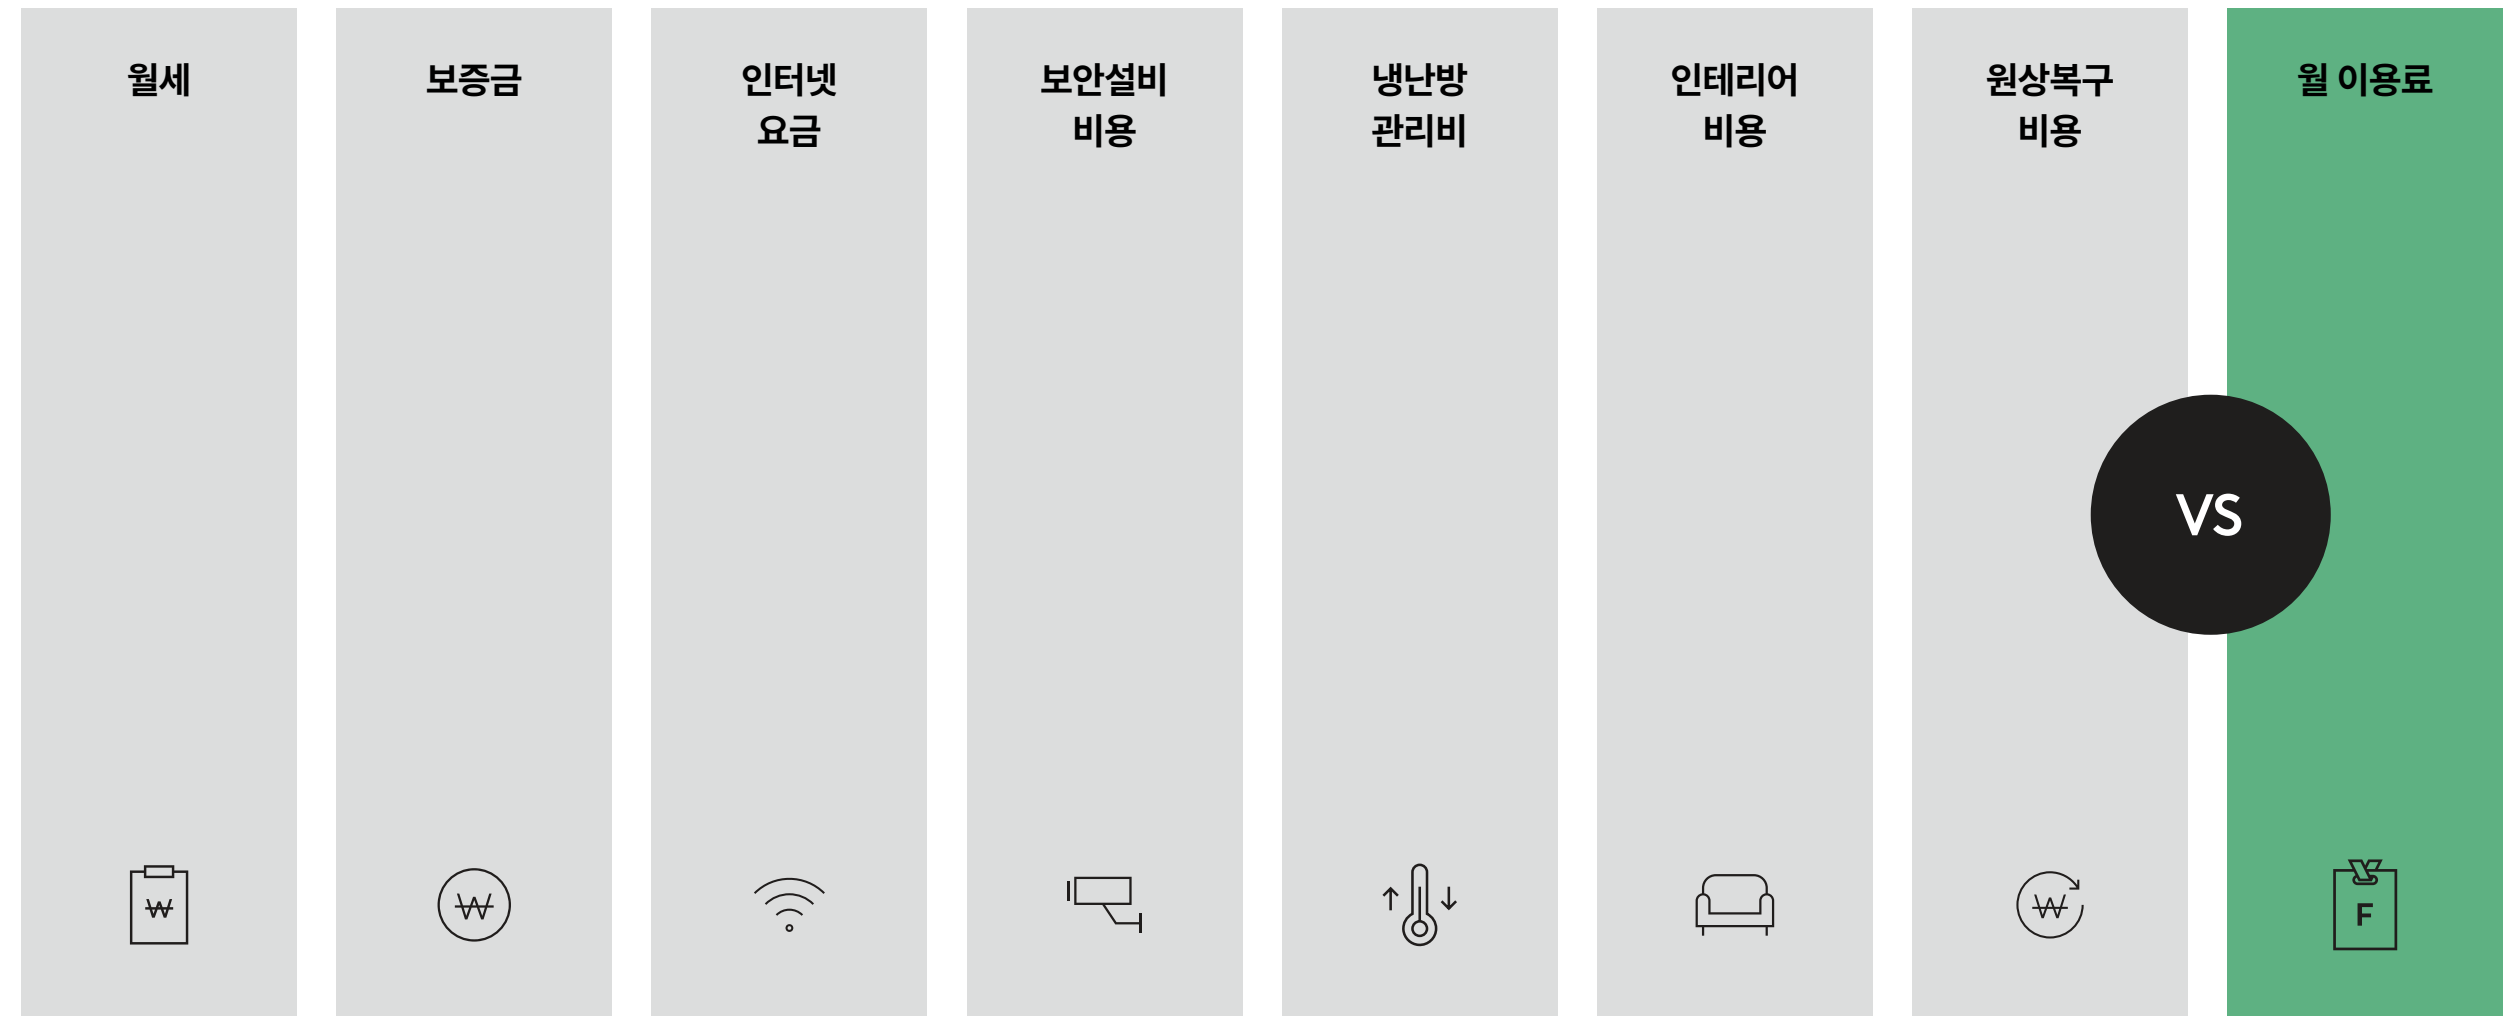 월세
보증금
인터넷
요금
보안설비
비용
냉난방
관리비
인테리어
비용
원상복구
비용
월 이용료
VS
₩
₩
₩
F